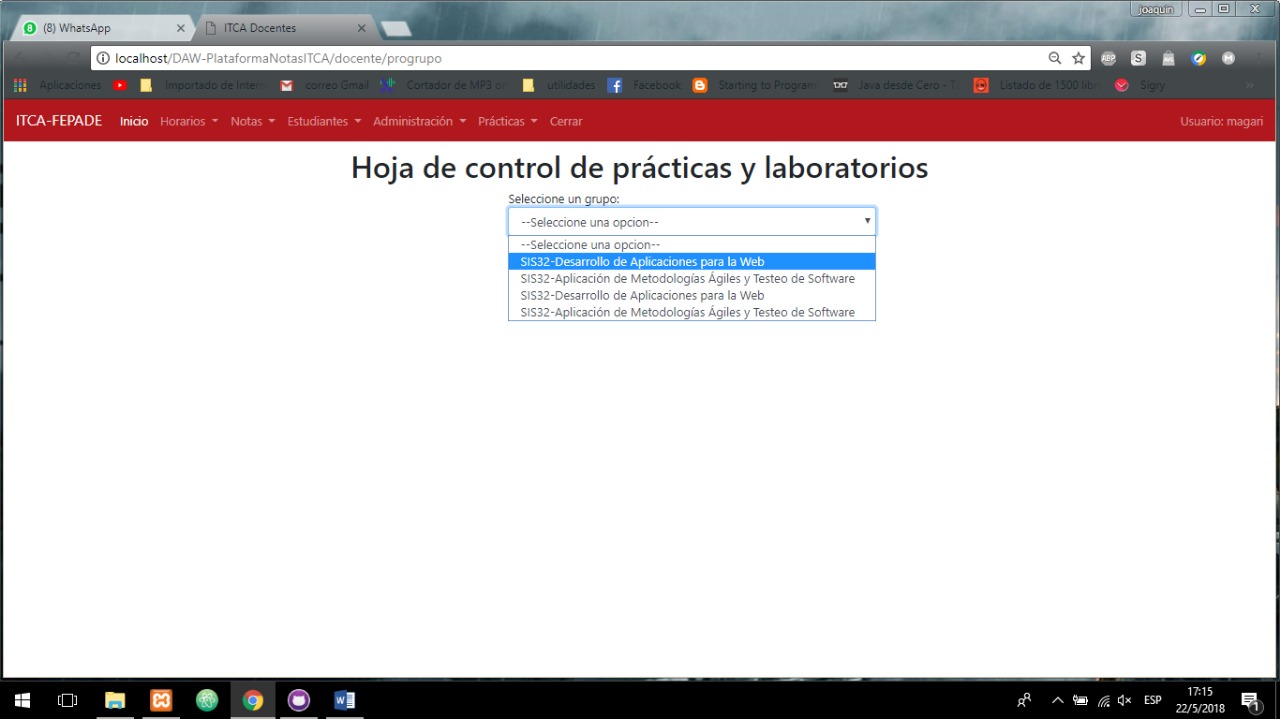 joaquin
(8) WhatsApp
ITCA Docentes
localhost/DAW-PlataformaNotasITCA/docente/progrupo
ABP
S
M
Aplicaciones
Importado de Intern
correo Gmail
Cortador de MP3 on
utilidades
Facebook
Starting to Program
Java desde Cero - T
Listado de 1500 libr
Sigry
ITCA-FEPADE Inicio Horarios Notas Estudiantes Administración Prácticas Cerrar Usuario: magari
Hoja de control de prácticas y laboratorios
Seleccione un grupo:
--Seleccione una opcion--
--Seleccione una opcion--
SIS32-Desarrollo de Aplicaciones para la Web
SIS32-Aplicación de Metodologías Ágiles y Testeo de Software
SIS32-Desarrollo de Aplicaciones para la Web
SIS32-Aplicación de Metodologías Ágiles y Testeo de Software
ESP
17:15
22/5/2018
1